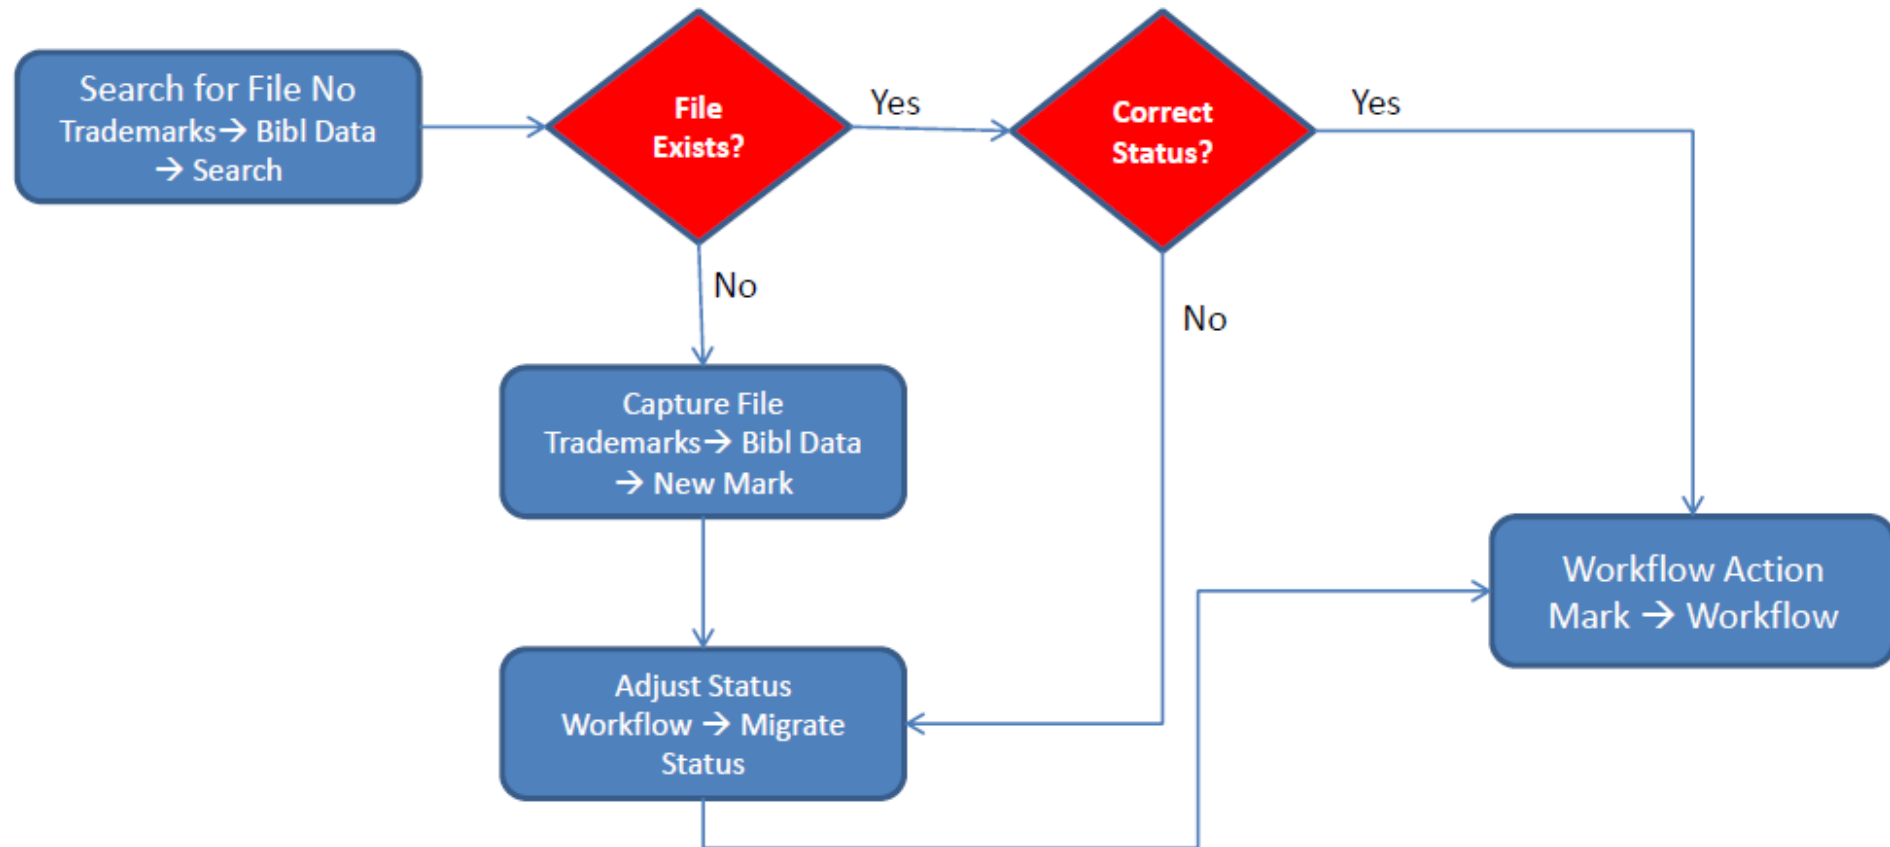 Search for File No
Trademarks→ Bibl Data
→ Search
File
Exists?
Yes
Correct
Status?
Yes
No
No
Capture File
Trademarks→ Bibl Data
→ New Mark
Workflow Action
Mark → Workflow
Adjust Status
Workflow → Migrate
Status